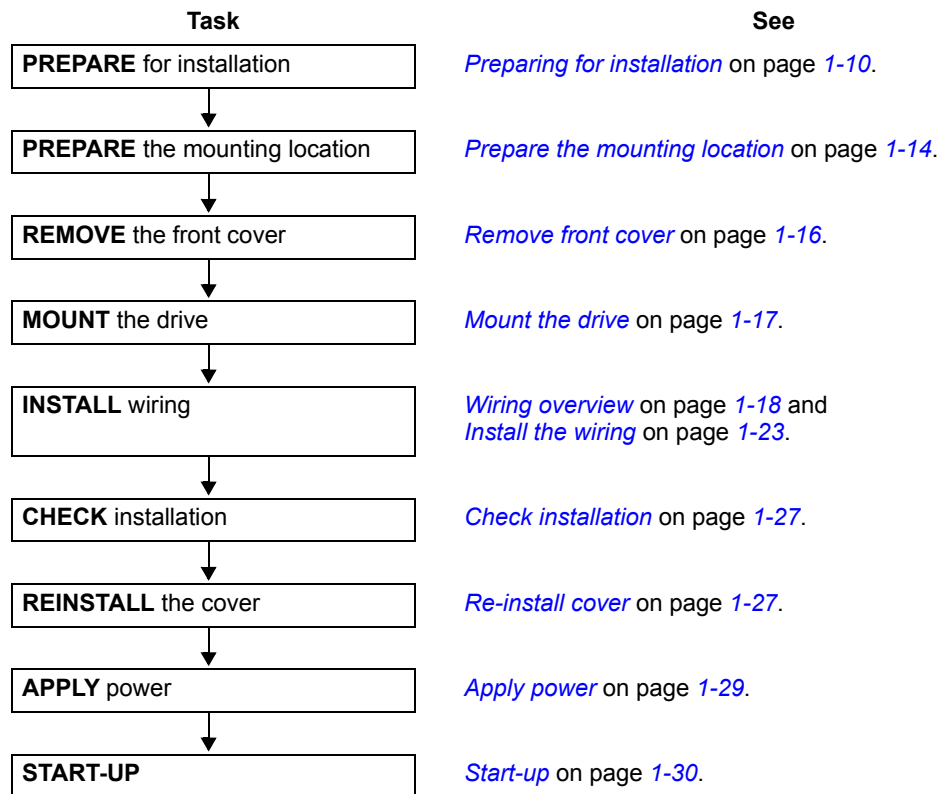 Task See
PREPARE for installation Preparing for installation on page 1-10.
PREPARE the mounting location Prepare the mounting location on page 1-14.
REMOVE the front cover Remove front cover on page 1-16.
MOUNT the drive Mount the drive on page 1-17.
INSTALL wiring Wiring overview on page 1-18 and
Install the wiring on page 1-23.
CHECK installation Check installation on page 1-27.
REINSTALL the cover Re-install cover on page 1-27.
APPLY power Apply power on page 1-29.
START-UP Start-up on page 1-30.